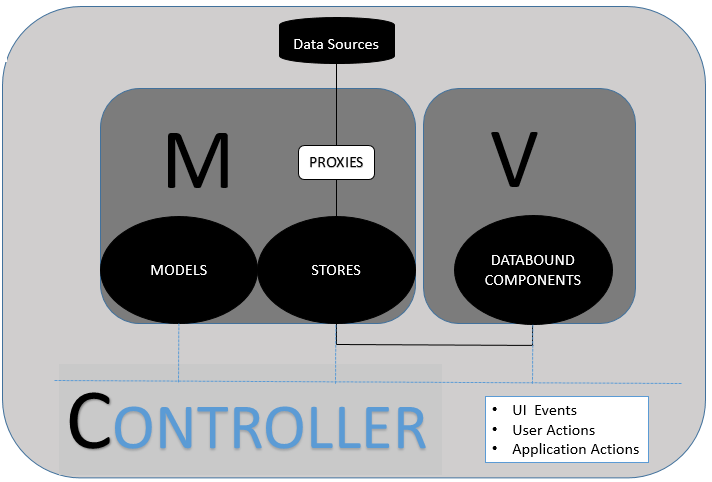 Data Sources
M
PROXIES
V
MODELS
STORES
DATABOUND
COMPONENTS
CONTROLLER
• UI Events
• User Actions
• Application Actions